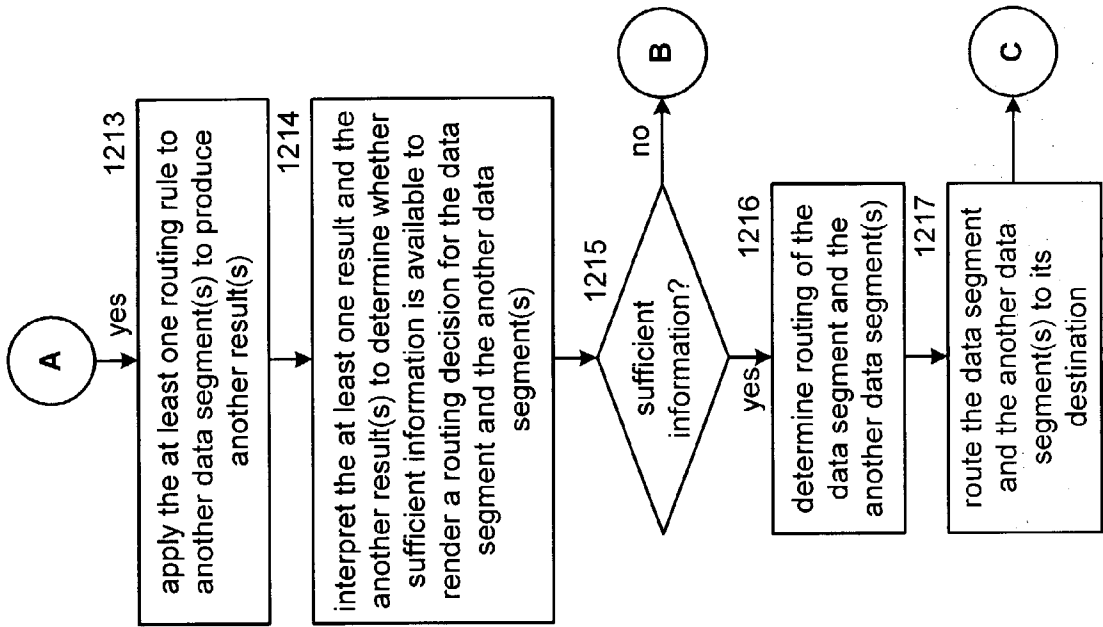 A
yes
1213
apply the at least one routing rule to
another data segment(s) to produce
another result(s)
1214
interpret the at least one result and the
another result(s) to determine whether
sufficient information is available to
render a routing decision for the data
segment and the another data
segment(s)
1215
sufficient
information?
no
B
yes
1216
determine routing of the
data segment and the
another data segment(s)
1217
route the data segment
and the another data
segment(s) to its
destination
C